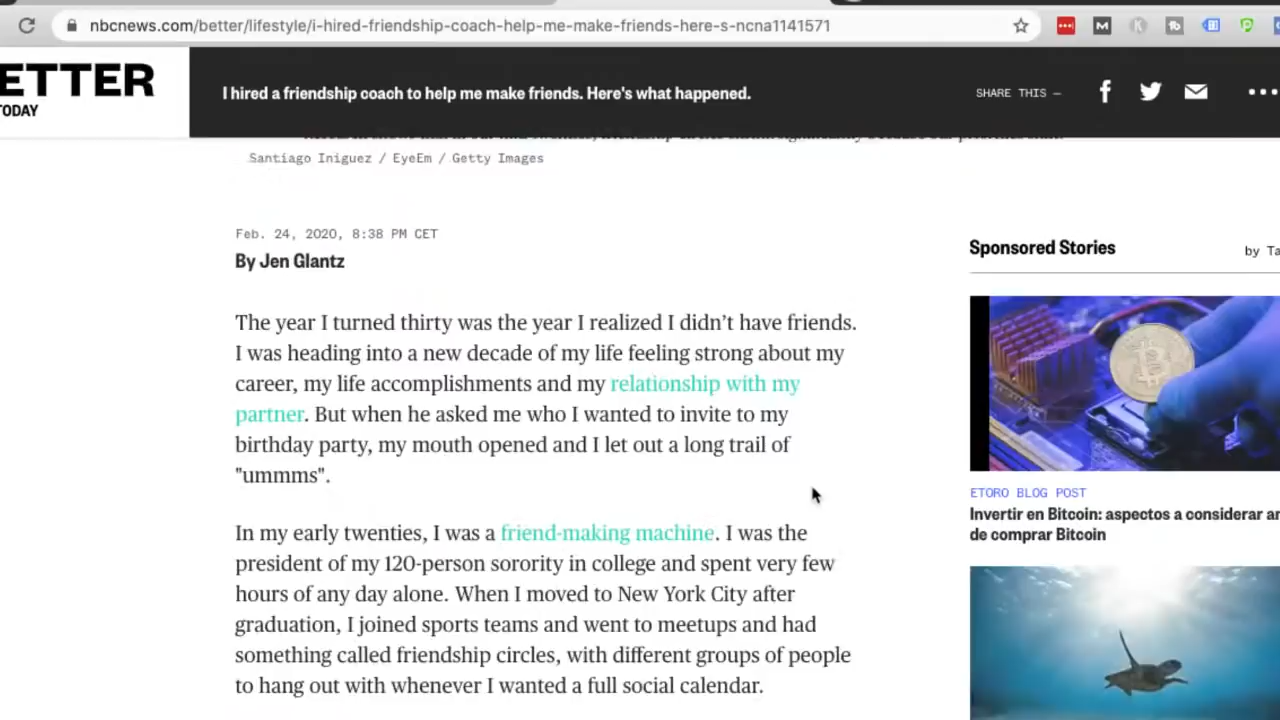 nbcnews.com/better/lifestyle/i-hired-friendship-coach-help-me-make-friends-here-s-ncna1141571
ETTER
TODAY
I hired a friendship coach to help me make friends. Here's what happened.
SHARE THIS —
Santiago Iniguez / EyeEm / Getty Images
Feb. 24, 2020, 8:38 PM CET
By Jen Glantz
The year I turned thirty was the year I realized I didn’t have friends.
I was heading into a new decade of my life feeling strong about my
career, my life accomplishments and my relationship with my
partner. But when he asked me who I wanted to invite to my
birthday party, my mouth opened and I let out a long trail of
"ummms".
In my early twenties, I was a friend-making machine. I was the
president of my 120-person sorority in college and spent very few
hours of any day alone. When I moved to New York City after
graduation, I joined sports teams and went to meetups and had
something called friendship circles, with different groups of people
to hang out with whenever I wanted a full social calendar.
Sponsored Stories
by Ta
ETORO BLOG POST
Invertir en Bitcoin: aspectos a considerar an
de comprar Bitcoin